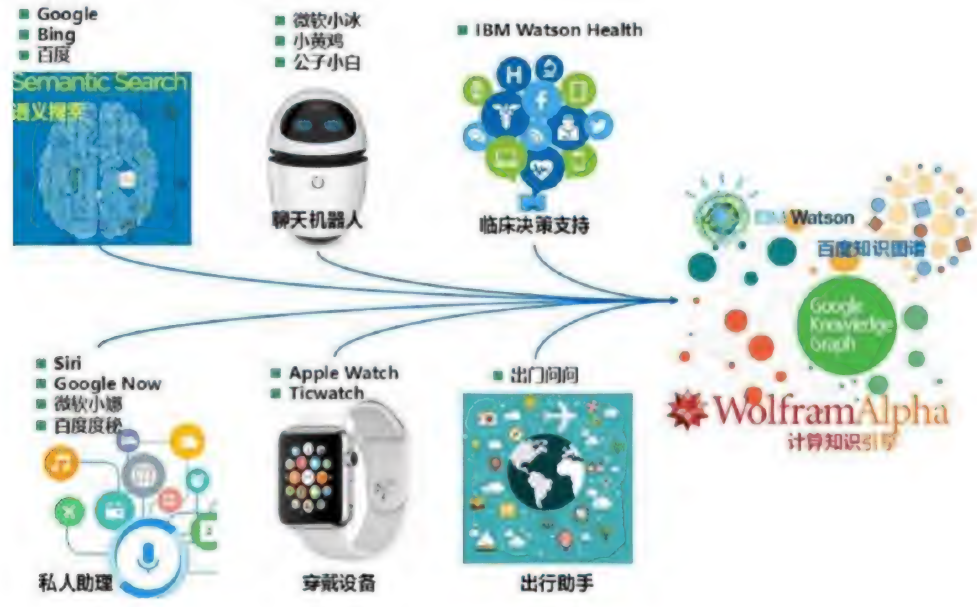 Google
Bing
百度
Semantic Search
语义搜索
微软小冰
小黄鸡
公子小白
聊天机器人
IBM Watson Health
临床决策支持
IBM Watson
百度知识图谱
Google
Knowledge
Graph
WolframAlpha
计算知识引擎
Siri
Google Now
微软小娜
百度度秘
私人助理
Apple Watch
Ticwatch
穿戴设备
出门问问
出行助手